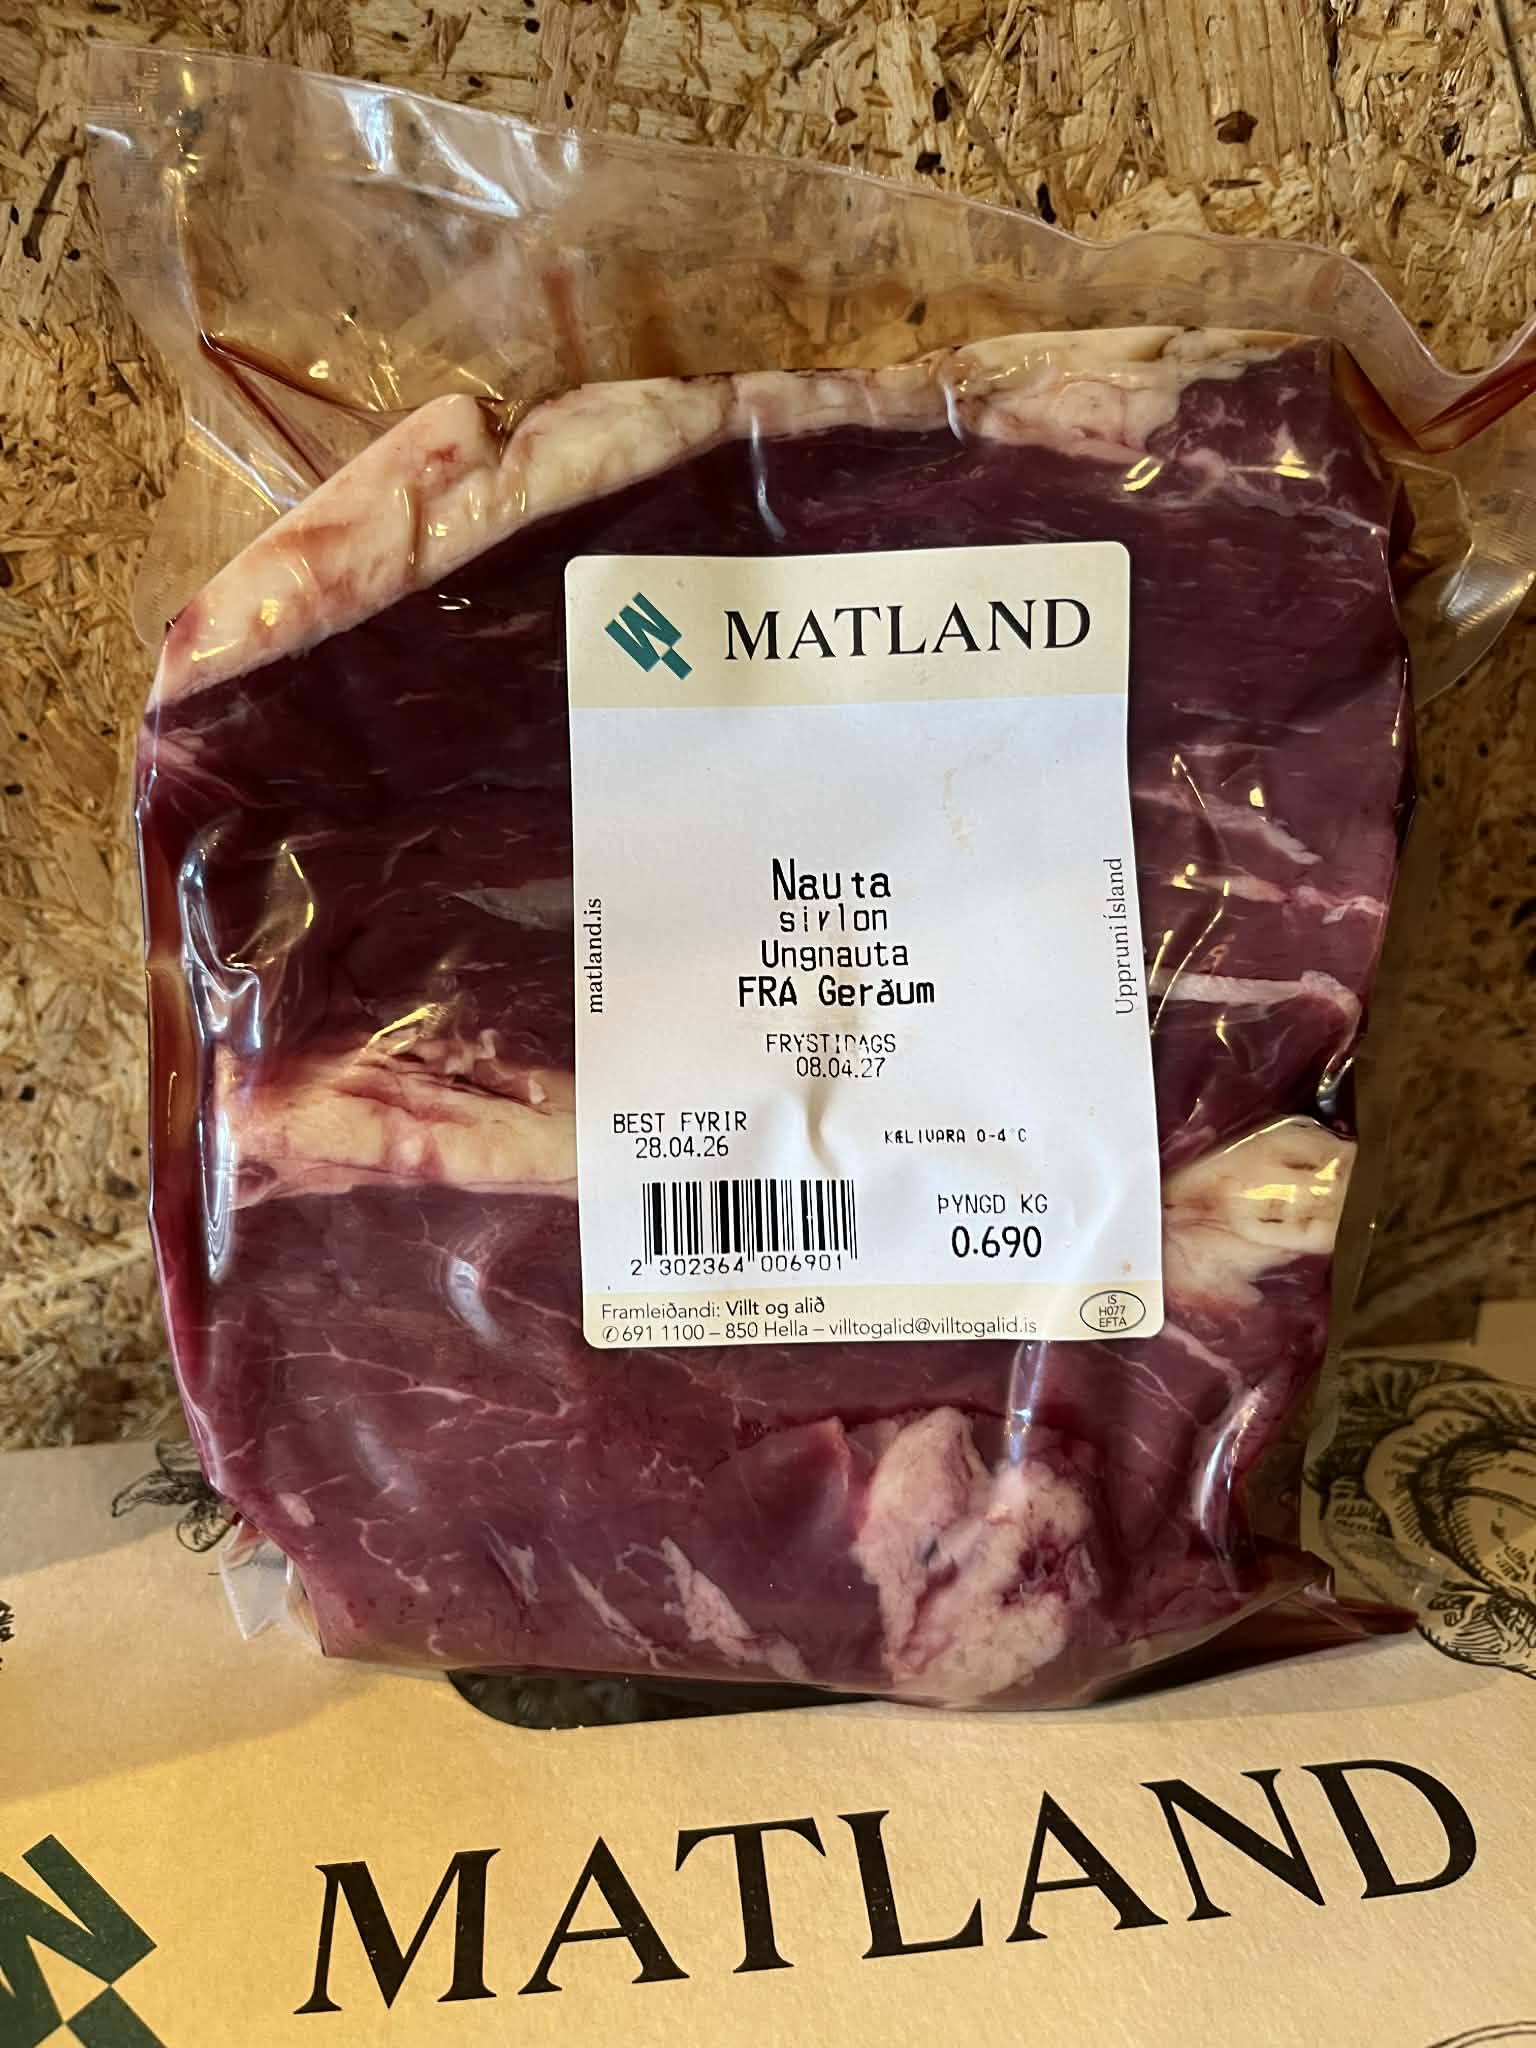 MATLAND
Nauta
sirlon
Ungnauta
FRÁ Gerðum
FRYSTIDAGS
08.04.27
BEST FYRIR
28.04.26
KÆLIVARA 0-4°C
2 302364 006901
ÞYNGD KG
0.690
matland.is
Uppruni Ísland
Framleiðandi: Villt og alið
✆ 691 1100 – 850 Hella – villtogalid@villtogalid.is
IS
H077
EFTA
MATLAND